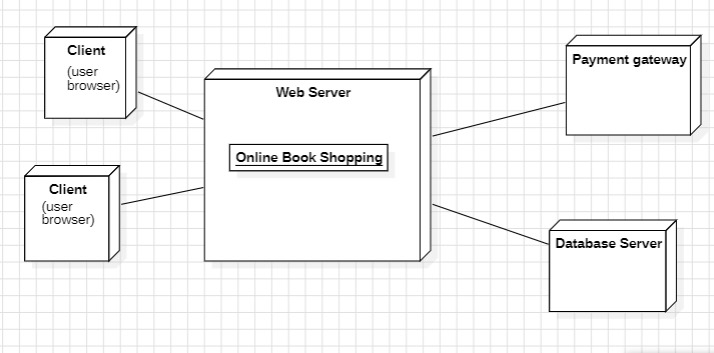 Client
(user
browser)
Web Server
Online Book Shopping
Payment gateway
Client
(user
browser)
Database Server